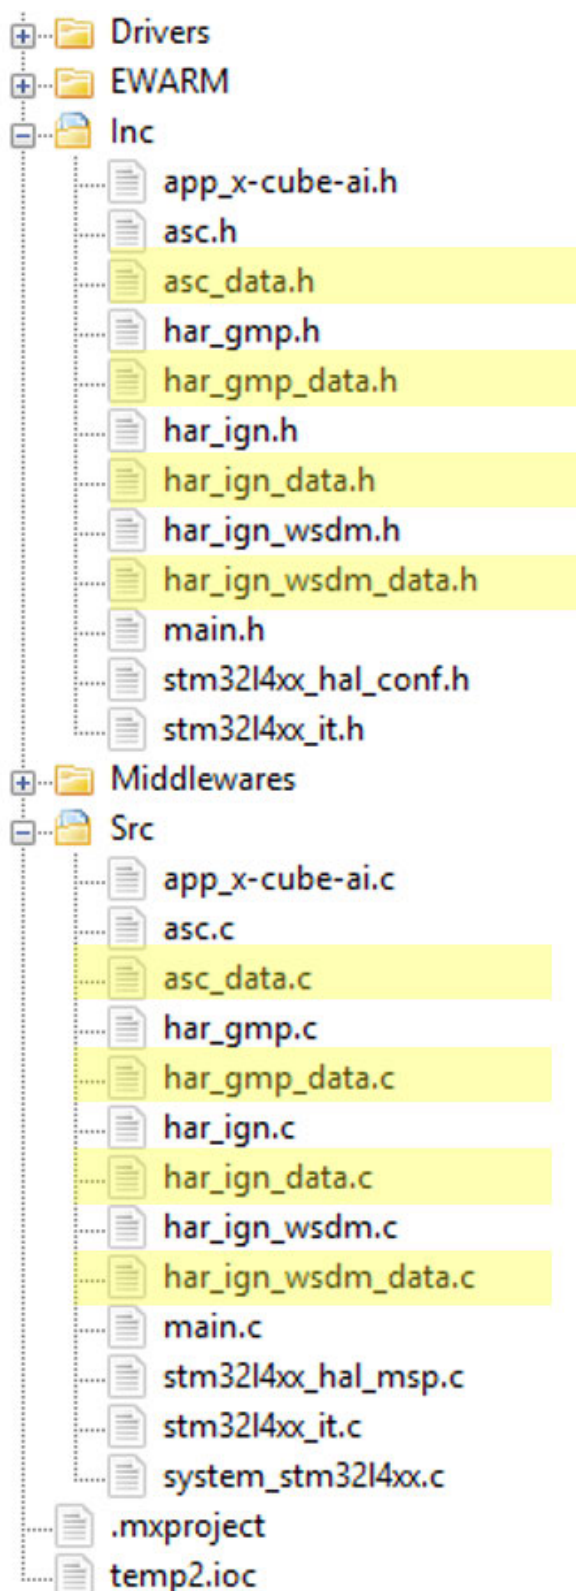 Drivers
EWARM
Inc
app_x-cube-ai.h
asc.h
asc_data.h
har_gmp.h
har_gmp_data.h
har_ign.h
har_ign_data.h
har_ign_wsdm.h
har_ign_wsdm_data.h
main.h
stm32l4xx_hal_conf.h
stm32l4xx_it.h
Middlewares
Src
app_x-cube-ai.c
asc.c
asc_data.c
har_gmp.c
har_gmp_data.c
har_ign.c
har_ign_data.c
har_ign_wsdm.c
har_ign_wsdm_data.c
main.c
stm32l4xx_hal_msp.c
stm32l4xx_it.c
system_stm32l4xx.c
.mxproject
temp2.ioc